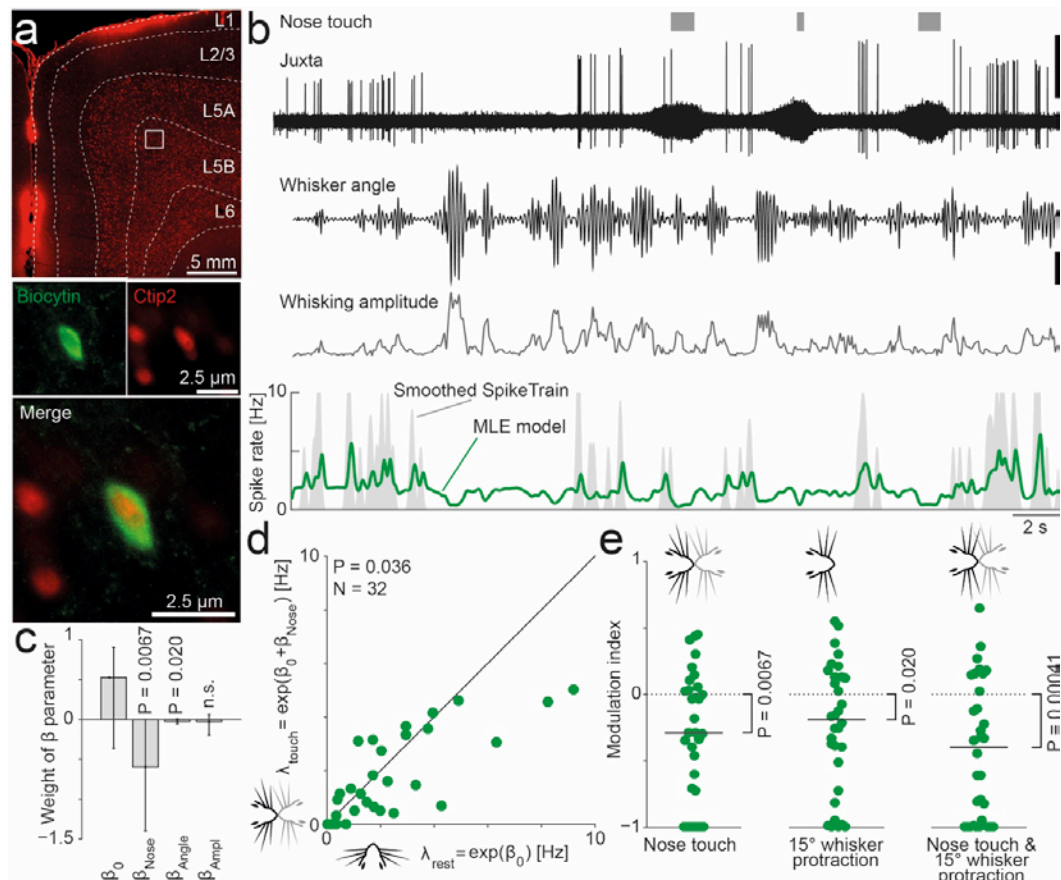 a
L1
L2/3
L5A
L5B
L6
.5 mm
Biocytin
Ctip2
2.5 µm
Merge
2.5 µm
b
Nose touch
Juxta
Whisker angle
Whisking amplitude
10
Smoothed SpikeTrain
MLE model
Spike rate [Hz]
0
2 s
c
1
0
-1.5
Weight of β parameter
P = 0.0067
P = 0.020
n.s.
β0
βNose
βAngle
βAmpl
d
10
P = 0.036
N = 32
λtouch = exp(β0+βNose) [Hz]
0
λrest=exp(β0) [Hz]
10
e
1
0
-1
Modulation index
P = 0.0067
P = 0.020
P = 0.00041
Nose touch
15° whisker
protraction
Nose touch &
15° whisker
protraction